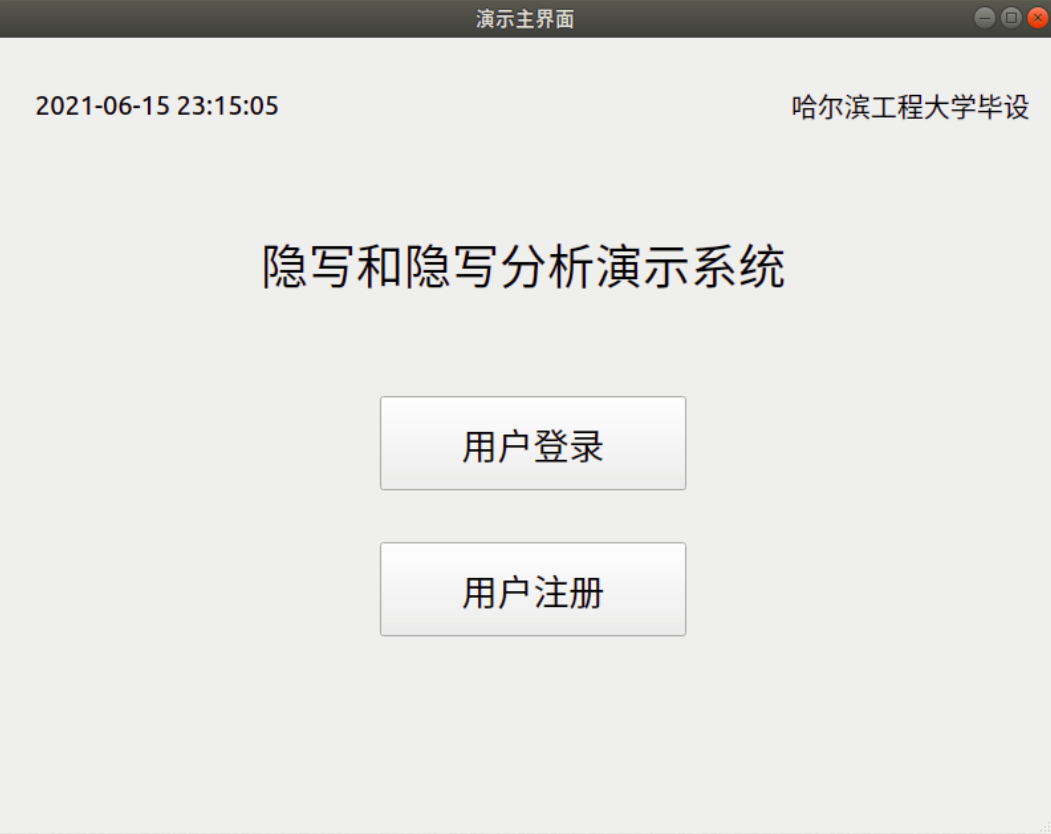 演示主界面
2021-06-15 23:15:05
哈尔滨工程大学毕设
隐写和隐写分析演示系统
用户登录
用户注册